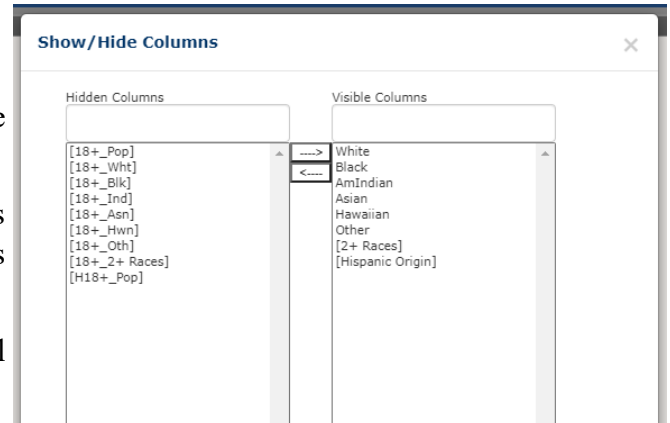 Show/Hide Columns ×
Hidden Columns
Visible Columns
[18+_Pop]
[18+_Wht]
[18+_Blk]
[18+_Ind]
[18+_Asn]
[18+_Hwn]
[18+_Oth]
[18+_2+ Races]
[H18+_Pop]
---->
<----
White
Black
AmIndian
Asian
Hawaiian
Other
[2+ Races]
[Hispanic Origin]